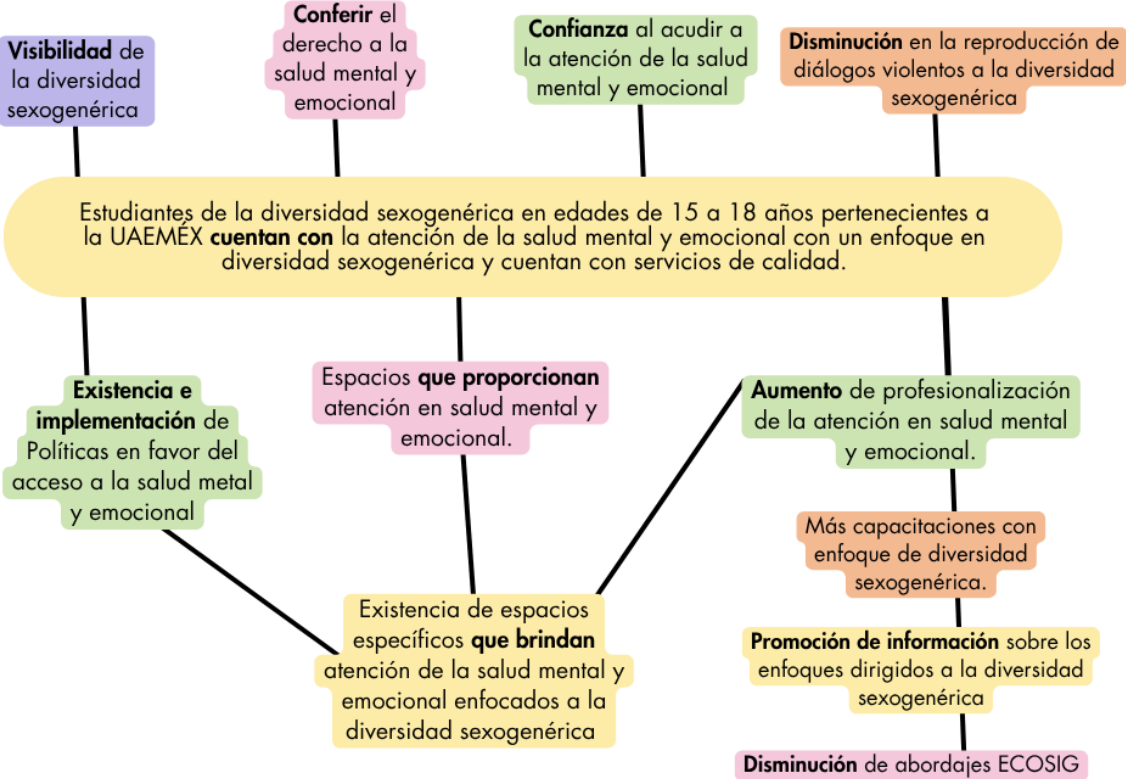 Visibilidad de
la diversidad
sexogenérica
Conferir el
derecho a la
salud mental y
emocional
Confianza al acudir a
la atención de la salud
mental y emocional
Disminución en la reproducción de
diálogos violentos a la diversidad
sexogenérica
Estudiantes de la diversidad sexogenérica en edades de 15 a 18 años pertenecientes a
la UAEMÉX cuentan con la atención de la salud mental y emocional con un enfoque en
diversidad sexogenérica y cuentan con servicios de calidad.
Existencia e
implementación de
Políticas en favor del
acceso a la salud metal
y emocional
Espacios que proporcionan
atención en salud mental y
emocional.
Aumento de profesionalización
de la atención en salud mental
y emocional.
Más capacitaciones con
enfoque de diversidad
sexogenérica.
Existencia de espacios
específicos que brindan
atención de la salud mental y
emocional enfocados a la
diversidad sexogenérica
Promoción de información sobre los
enfoques dirigidos a la diversidad
sexogenérica
Disminución de abordajes ECOSIG